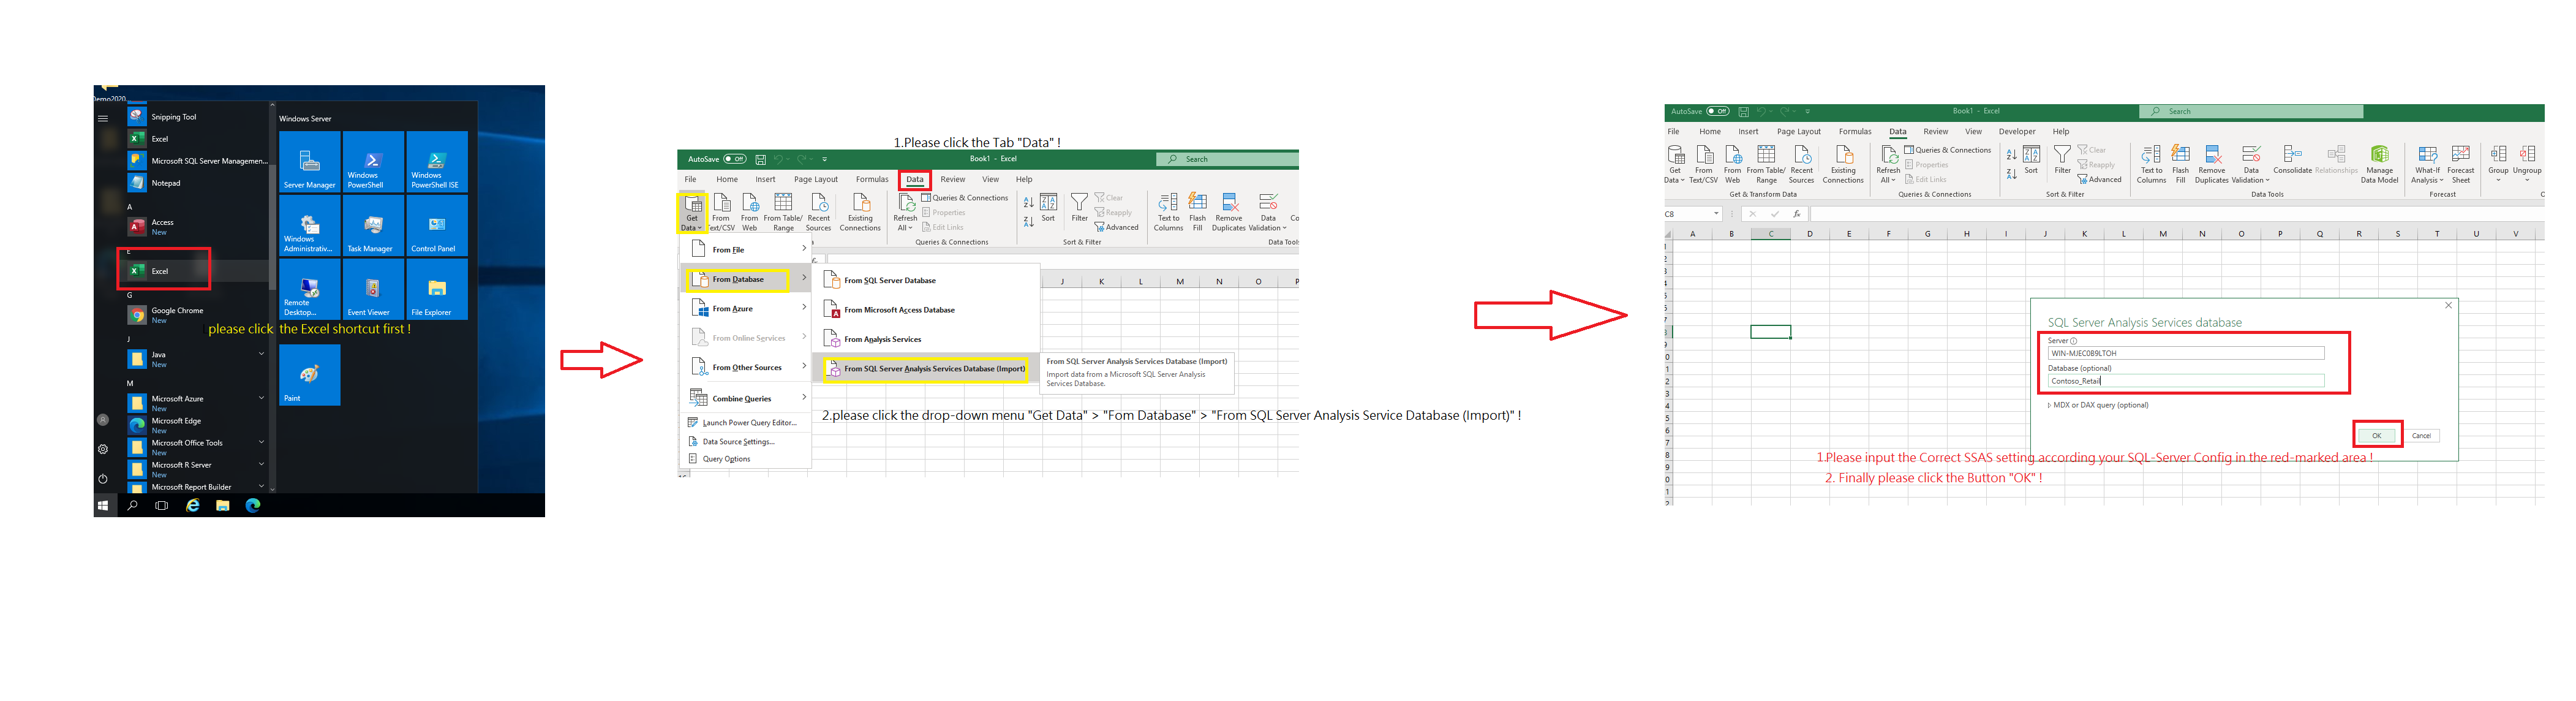 Demo2020
Snipping Tool
Excel
Microsoft SQL Server Managemen...
Notepad
A
Access
New
E
Excel
G
Google Chrome
New
J
Java
New
M
Microsoft Azure
New
Microsoft Edge
New
Microsoft Office Tools
New
Microsoft R Server
New
Microsoft Report Builder
Windows Server
Server Manager
Windows PowerShell
Windows PowerShell ISE
Windows Administrativ...
Task Manager
Control Panel
Remote Desktop...
Event Viewer
File Explorer
please click the Excel shortcut first !
Paint
1.Please click the Tab "Data" !
AutoSave Off
Book1 - Excel
Search
File Home Insert Page Layout Formulas Data Review View Help
Get Data
From Text/CSV
From Web
From Table/ Range
Recent Sources
Existing Connections
Refresh All
Queries & Connections
Properties
Edit Links
Queries & Connections
Sort
Filter
Clear
Reapply
Advanced
Sort & Filter
Text to Columns
Flash Fill
Remove Duplicates
Data Validation
Co
Data Tools
From File
From Database
From Azure
From Online Services
From Other Sources
Combine Queries
Launch Power Query Editor...
Data Source Settings...
Query Options
From SQL Server Database
From Microsoft Access Database
From Analysis Services
From SQL Server Analysis Services Database (Import)
From SQL Server Analysis Services Database (Import)
Import data from a Microsoft SQL Server Analysis
Services Database.
J K L M N O P
2.please click the drop-down menu "Get Data" > "Fom Database" > "From SQL Server Analysis Service Database (Import)" !
AutoSave Off
Book1 - Excel
Search
File Home Insert Page Layout Formulas Data Review View Developer Help
Get Data
From Text/CSV
From Web
From Table/ Range
Recent Sources
Existing Connections
Get & Transform Data
Refresh All
Queries & Connections
Properties
Edit Links
Queries & Connections
Sort
Filter
Clear
Reapply
Advanced
Sort & Filter
Text to Columns
Flash Fill
Remove Duplicates
Data Validation
Consolidate
Relationships
Manage Data Model
Data Tools
What-If Analysis
Forecast Sheet
Forecast
Group
Ungroup
C8
fx
A B C D E F G H I J K L M N O P Q R S T U V
SQL Server Analysis Services database
Server
WIN-MJEC0B9LTOH
Database (optional)
Contoso_Retail
MDX or DAX query (optional)
OK
Cancel
1.Please input the Correct SSAS setting according your SQL-Server Config in the red-marked area !
2. Finally please click the Button "OK" !